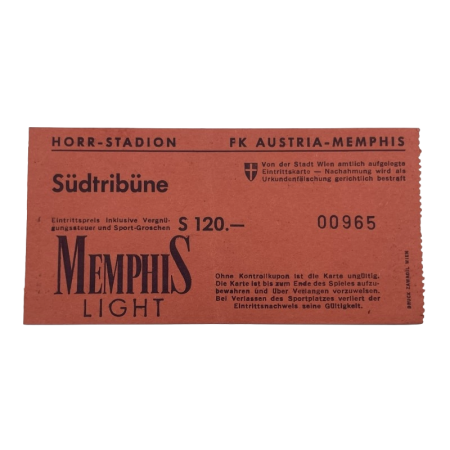 HORR-STADION FK AUSTRIA-MEMPHIS
Von der Stadt Wien amtlich aufgelegte
Eintrittskarte — Nachahmung wird als
Urkundenfälschung gerichtlich bestraft
Südtribüne
Eintrittspreis inklusive Vergnü-
gungssteuer und Sport-Groschen
S 120.—
00965
MEMPHIS
LIGHT
Ohne Kontrollkupon ist die Karte ungültig.
Die Karte ist bis zum Ende des Spieles aufzu-
bewahren und über Verlangen vorzuweisen.
Bei Verlassen des Sportplatzes verliert der
Eintrittsnachweis seine Gültigkeit.
DRUCK WIEN